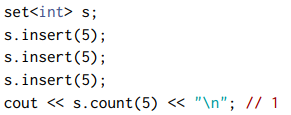 set<int> s;
s.insert(5);
s.insert(5);
s.insert(5);
cout << s.count(5) << "\n"; // 1